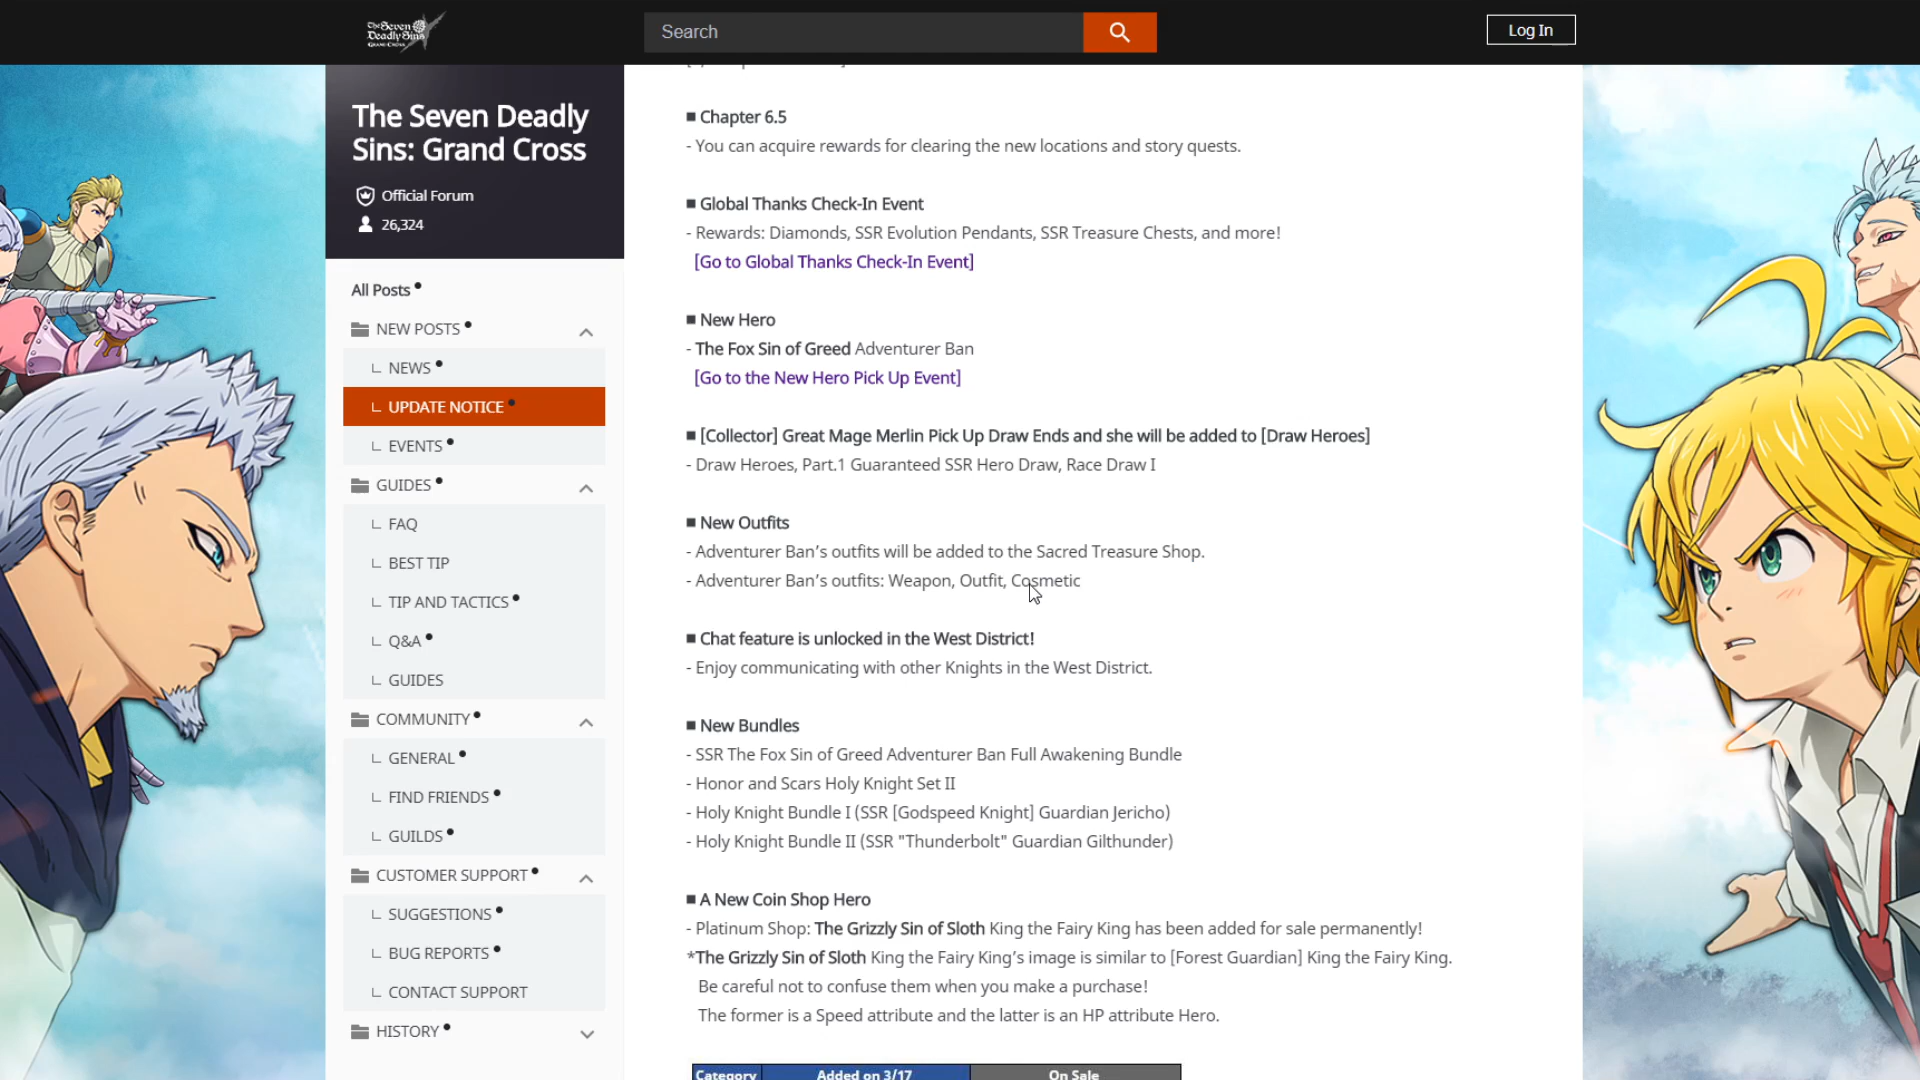 The Seven
Deadly Sins
GRAND CROSS
Search
Log In
The Seven Deadly
Sins: Grand Cross
Official Forum
26,324
All Posts
NEW POSTS
NEWS
UPDATE NOTICE
EVENTS
GUIDES
FAQ
BEST TIP
TIP AND TACTICS
Q&A
GUIDES
COMMUNITY
GENERAL
FIND FRIENDS
GUILDS
CUSTOMER SUPPORT
SUGGESTIONS
BUG REPORTS
CONTACT SUPPORT
HISTORY
■ Chapter 6.5
- You can acquire rewards for clearing the new locations and story quests.
■ Global Thanks Check-In Event
- Rewards: Diamonds, SSR Evolution Pendants, SSR Treasure Chests, and more!
[Go to Global Thanks Check-In Event]
■ New Hero
- The Fox Sin of Greed Adventurer Ban
[Go to the New Hero Pick Up Event]
■ [Collector] Great Mage Merlin Pick Up Draw Ends and she will be added to [Draw Heroes]
- Draw Heroes, Part.1 Guaranteed SSR Hero Draw, Race Draw I
■ New Outfits
- Adventurer Ban’s outfits will be added to the Sacred Treasure Shop.
- Adventurer Ban’s outfits: Weapon, Outfit, Cosmetic
■ Chat feature is unlocked in the West District!
- Enjoy communicating with other Knights in the West District.
■ New Bundles
- SSR The Fox Sin of Greed Adventurer Ban Full Awakening Bundle
- Honor and Scars Holy Knight Set II
- Holy Knight Bundle I (SSR [Godspeed Knight] Guardian Jericho)
- Holy Knight Bundle II (SSR "Thunderbolt" Guardian Gilthunder)
■ A New Coin Shop Hero
- Platinum Shop: The Grizzly Sin of Sloth King the Fairy King has been added for sale permanently!
*The Grizzly Sin of Sloth King the Fairy King’s image is similar to [Forest Guardian] King the Fairy King.
Be careful not to confuse them when you make a purchase!
The former is a Speed attribute and the latter is an HP attribute Hero.
Category Added on 3/17 On Sale